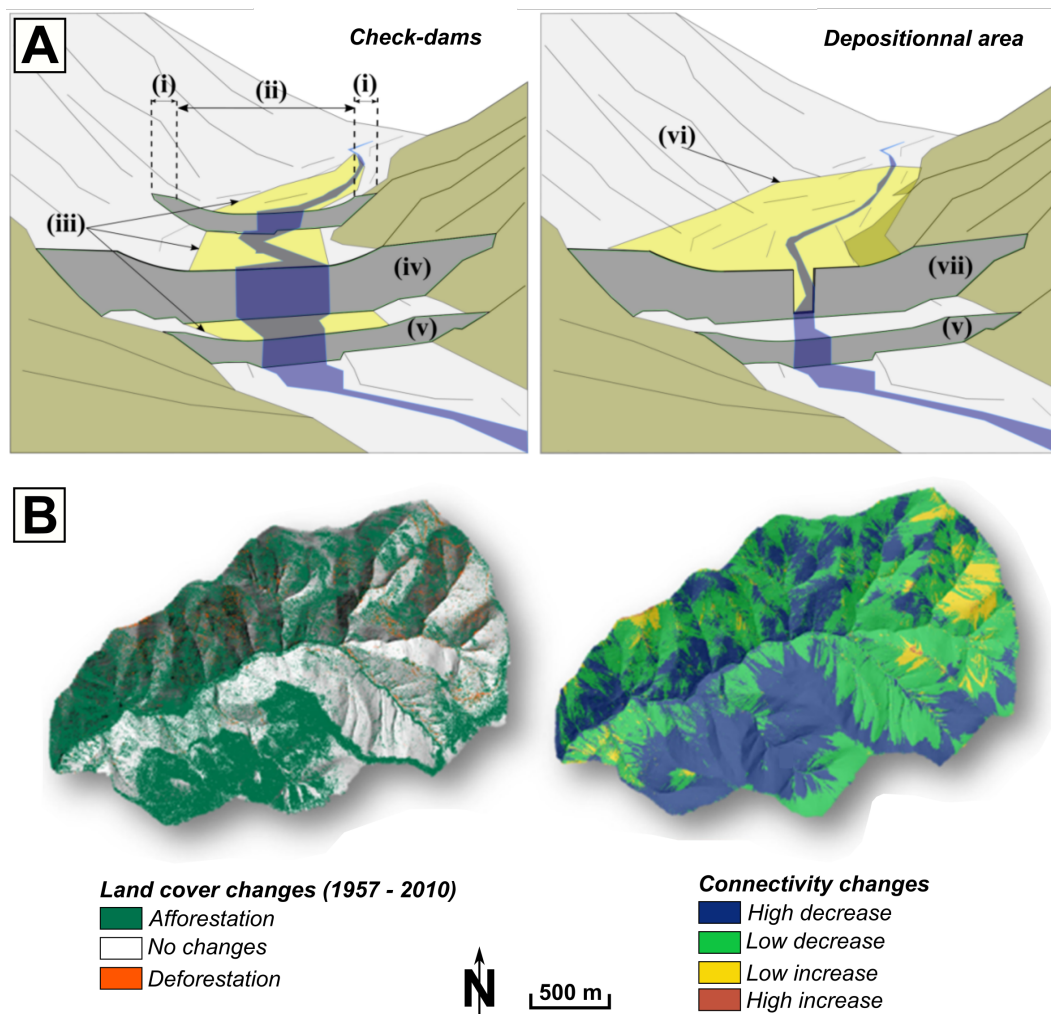 A
Check-dams
Depositionnal area
(i)
(ii)
(i)
(iii)
(iv)
(v)
(vi)
(vii)
(v)
B
Land cover changes (1957 - 2010)
Afforestation
No changes
Deforestation
N
500 m
Connectivity changes
High decrease
Low decrease
Low increase
High increase